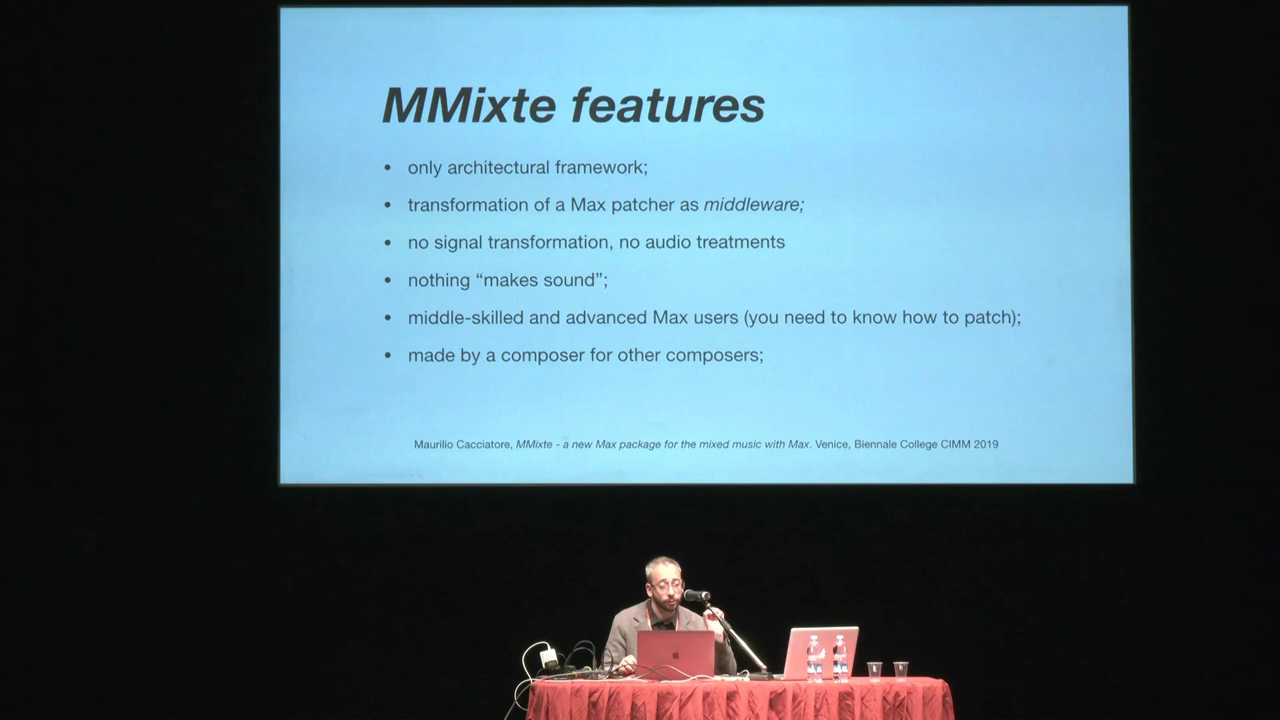 MMixte features
• only architectural framework;
• transformation of a Max patcher as middleware;
• no signal transformation, no audio treatments
• nothing “makes sound”;
• middle-skilled and advanced Max users (you need to know how to patch);
• made by a composer for other composers;
Maurilio Cacciatore, MMixte - a new Max package for the mixed music with Max. Venice, Biennale College CIMM 2019